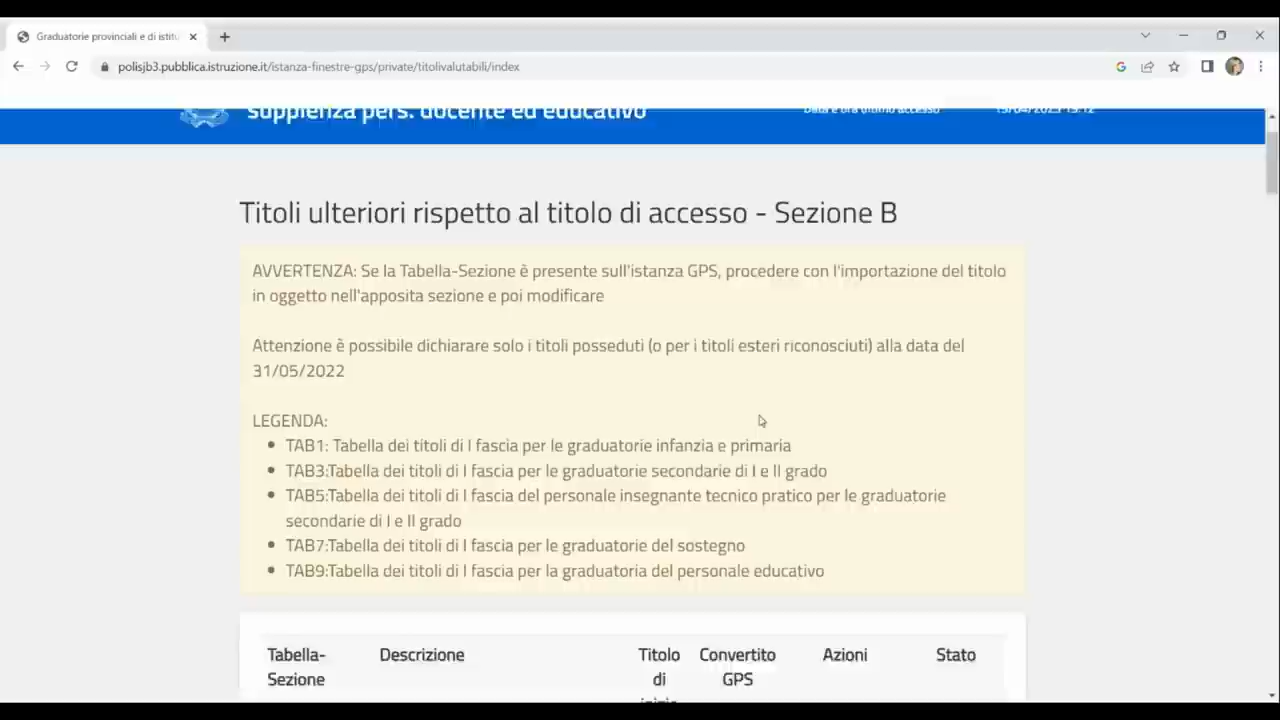 Graduatorie provinciali e di istitu
polisjb3.pubblica.istruzione.it/istanza-finestre-gps/private/titolivalutabili/index
supplenza pers. docente ed educativo
Data e ora ultimo accesso
Titoli ulteriori rispetto al titolo di accesso - Sezione B
AVVERTENZA: Se la Tabella-Sezione è presente sull'istanza GPS, procedere con l'importazione del titolo
in oggetto nell'apposita sezione e poi modificare
Attenzione è possibile dichiarare solo i titoli posseduti (o per i titoli esteri riconosciuti) alla data del
31/05/2022
LEGENDA:
TAB1: Tabella dei titoli di I fascia per le graduatorie infanzia e primaria
TAB3:Tabella dei titoli di I fascia per le graduatorie secondarie di I e II grado
TAB5:Tabella dei titoli di I fascia del personale insegnante tecnico pratico per le graduatorie
secondarie di I e II grado
TAB7:Tabella dei titoli di I fascia per le graduatorie del sostegno
TAB9:Tabella dei titoli di I fascia per la graduatoria del personale educativo
Tabella- Descrizione Titolo Convertito Azioni Stato
Sezione di GPS